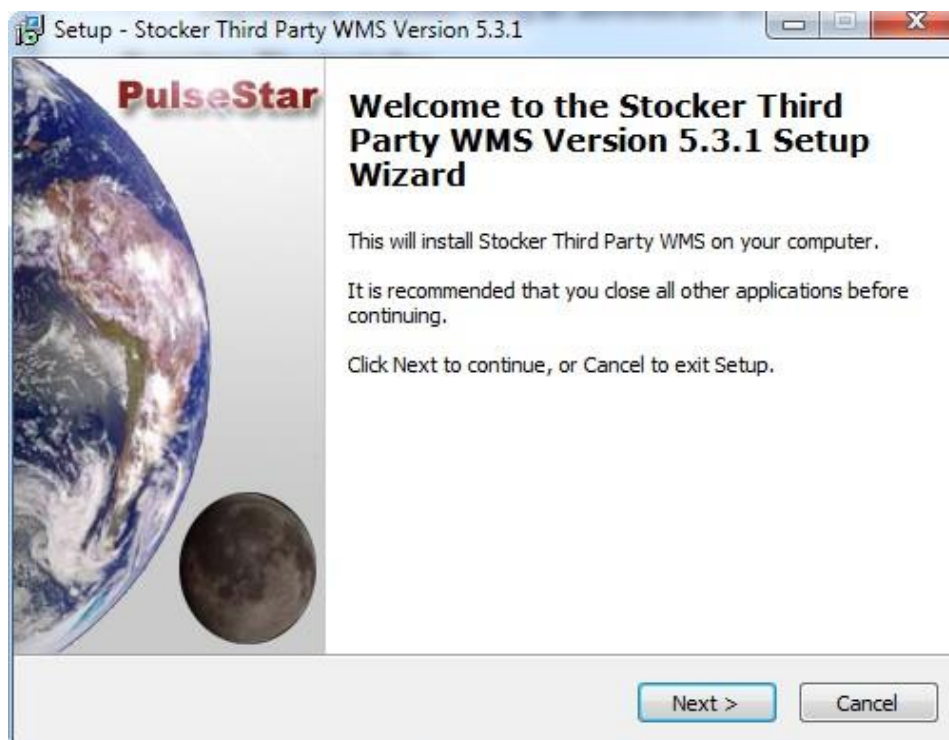 Setup - Stocker Third Party WMS Version 5.3.1
PulseStar
Welcome to the Stocker Third
Party WMS Version 5.3.1 Setup
Wizard
This will install Stocker Third Party WMS on your computer.
It is recommended that you close all other applications before
continuing.
Click Next to continue, or Cancel to exit Setup.
Next >
Cancel